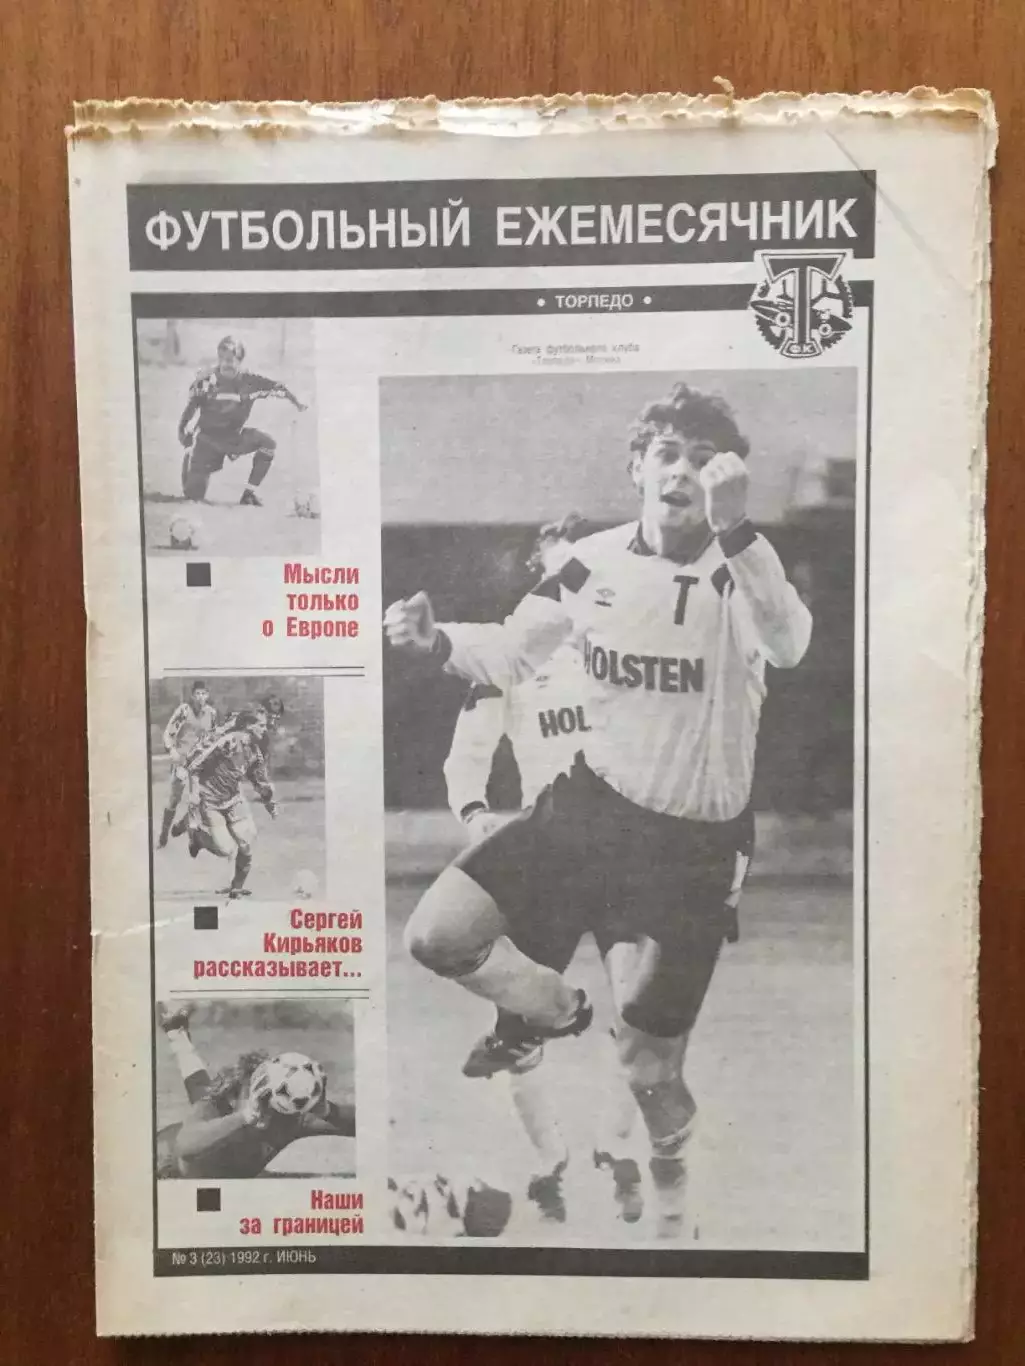 ФУТБОЛЬНЫЙ ЕЖЕМЕСЯЧНИК
• ТОРПЕДО •
Т
ФК
Газета футбольного клуба
«Торпедо» Москва
Мысли
только
о Европе
Т
HOLSTEN
HOL
Сергей
Кирьяков
рассказывает...
Наши
за границей
№ 3 (23) 1992 г. ИЮНЬ